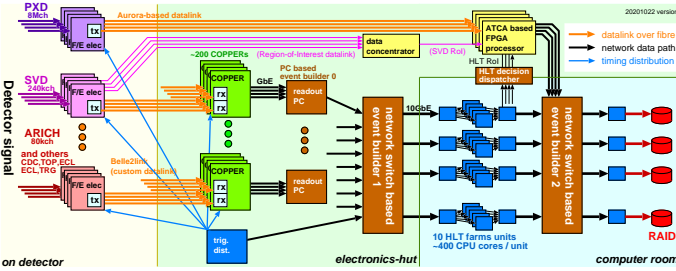 PXD
8Mch
F/E elec
tx
Aurora-based datalink
20201022 version
ATCA based
FPGA
processor
datalink over fibre
network data path
timing distribution
data
concentrator
(Region-of-Interest datalink)
(SVD RoI)
HLT RoI
HLT decision
dispatcher
~200 COPPERs
PC based
event builder 0
SVD
240kch
F/E elec
tx
COPPER
rx
rx
GbE
readout
PC
10GbE
Detector signal
ARICH
80kch
and others
CDC,TOP,ECL
ECL,TRG
F/E elec
tx
Belle2link
(custom datalink)
COPPER
rx
rx
readout
PC
network switch based
event builder 1
network switch based
event builder 2
trig.
dist.
10 HLT farms units
~400 CPU cores / unit
RAID
on detector
electronics-hut
computer room